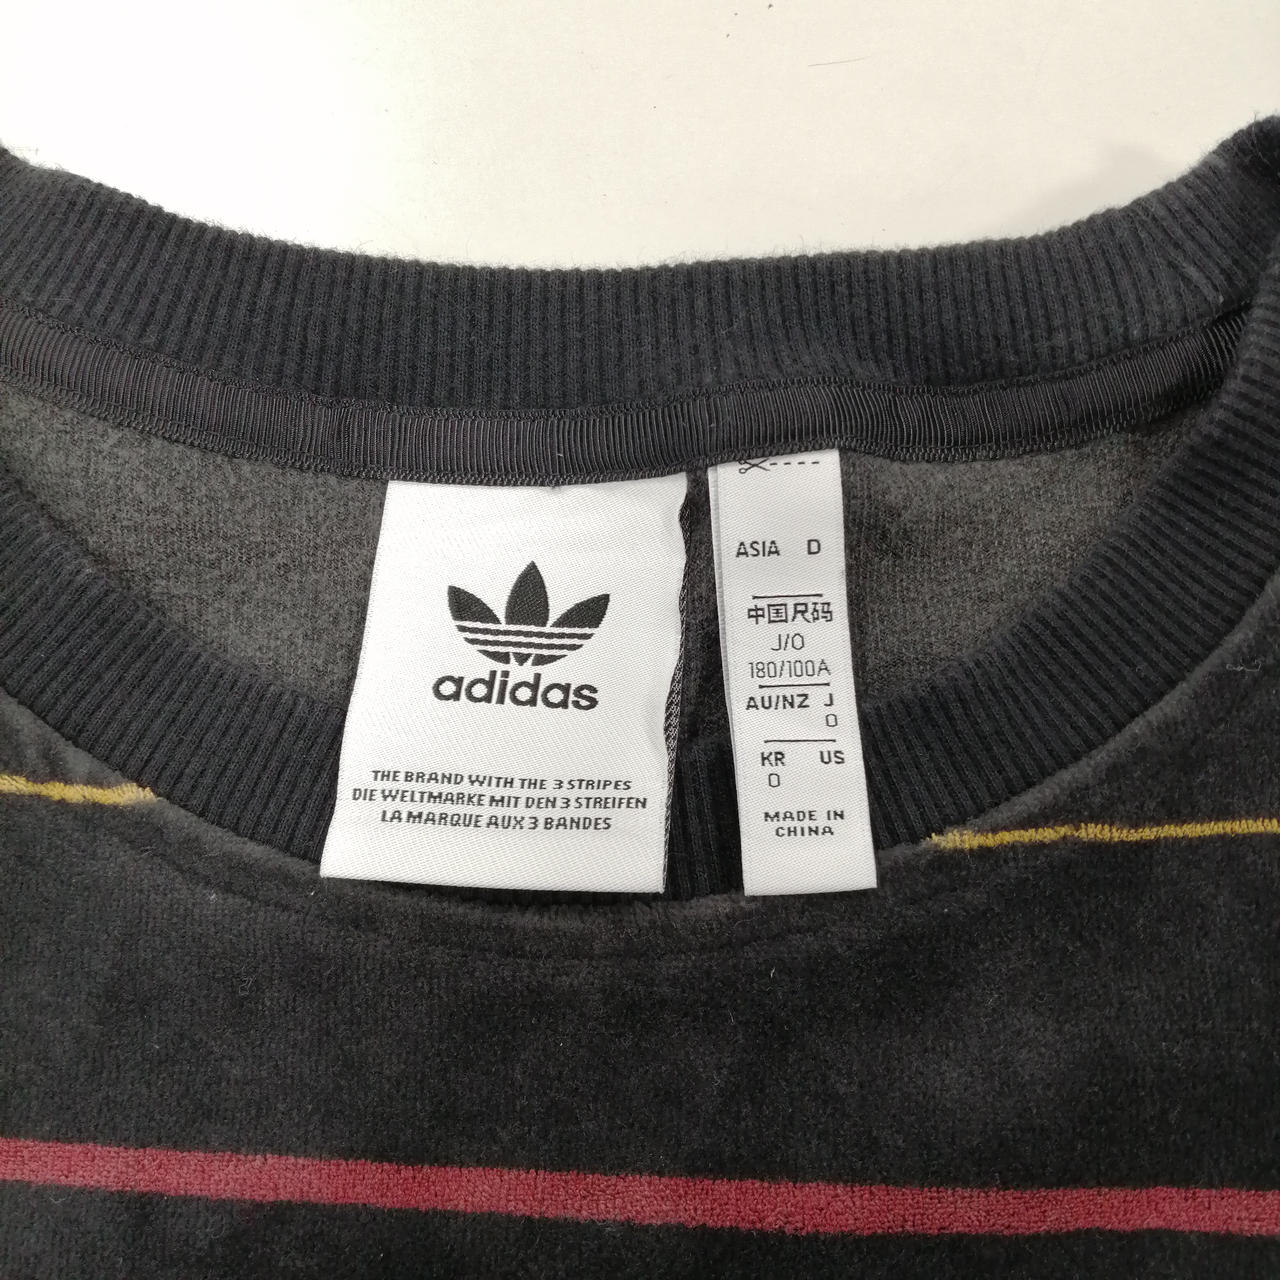 adidas
THE BRAND WITH THE 3 STRIPES
DIE WELTMARKE MIT DEN 3 STREIFEN
LA MARQUE AUX 3 BANDES
ASIA D
中国尺码
J/O
180/100A
AU/NZ J
O
KR US
O
MADE IN
CHINA